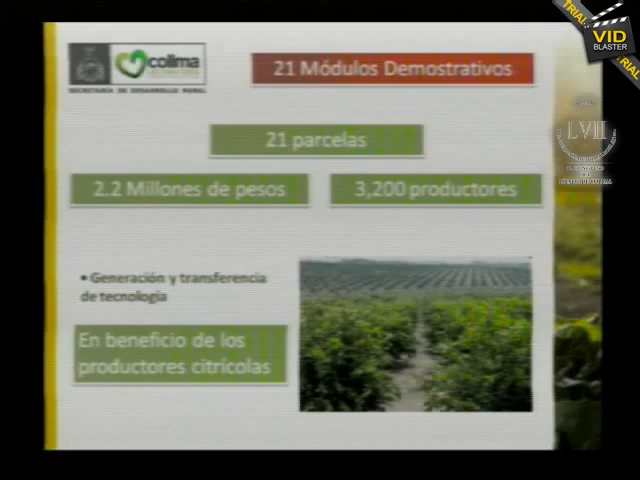 TRIAL
VID
BLASTER
TRIAL
colima
SECRETARÍA DE DESARROLLO RURAL
21 Módulos Demostrativos
LVII
21 parcelas
2.2 Millones de pesos
3,200 productores
• Generación y transferencia
de tecnología
En beneficio de los
productores citrícolas